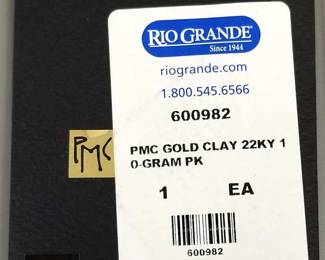 RIO GRANDE
Since 1944
riogrande.com
1.800.545.6566
600982
PMC
PMC GOLD CLAY 22KY 1
0-GRAM PK
1 EA
600982